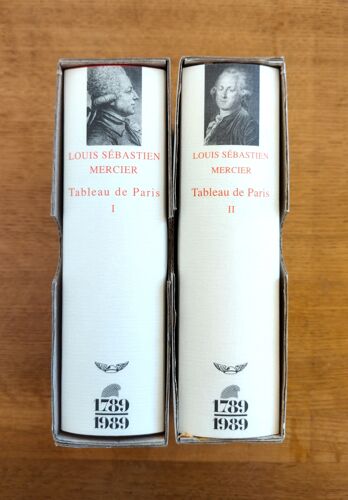 LOUIS SÉBASTIEN
MERCIER
Tableau de Paris
I
1789
1989
LOUIS SÉBASTIEN
MERCIER
Tableau de Paris
II
1789
1989